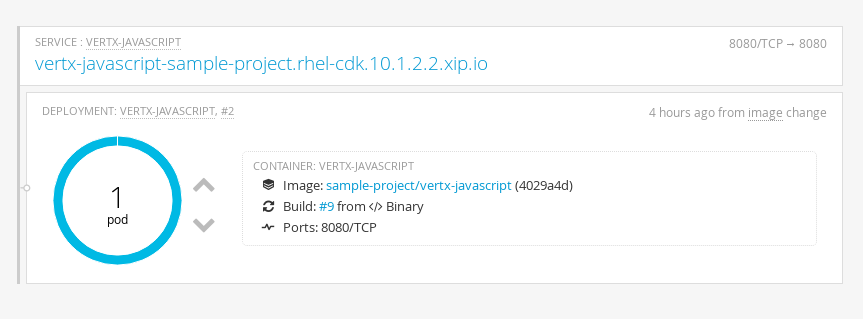 SERVICE : VERTX-JAVASCRIPT
8080/TCP → 8080
vertx-javascript-sample-project.rhel-cdk.10.1.2.2.xip.io
DEPLOYMENT: VERTX-JAVASCRIPT, #2
4 hours ago from image change
1
pod
CONTAINER: VERTX-JAVASCRIPT
Image: sample-project/vertx-javascript (4029a4d)
Build: #9 from </> Binary
Ports: 8080/TCP